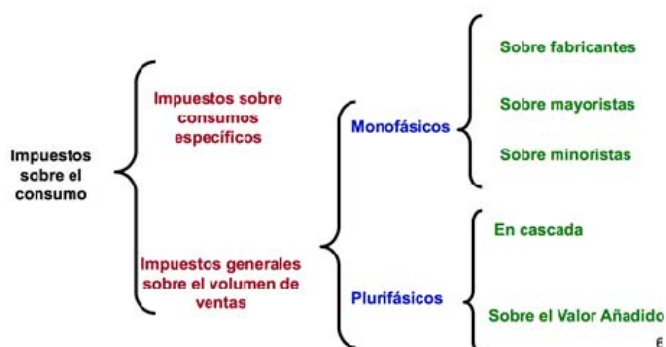 Impuestos
sobre el
consumo
Impuestos sobre
consumos
específicos
Impuestos generales
sobre el volumen de
ventas
Monofásicos
Sobre fabricantes
Sobre mayoristas
Sobre minoristas
Plurifásicos
En cascada
Sobre el Valor Añadido
6